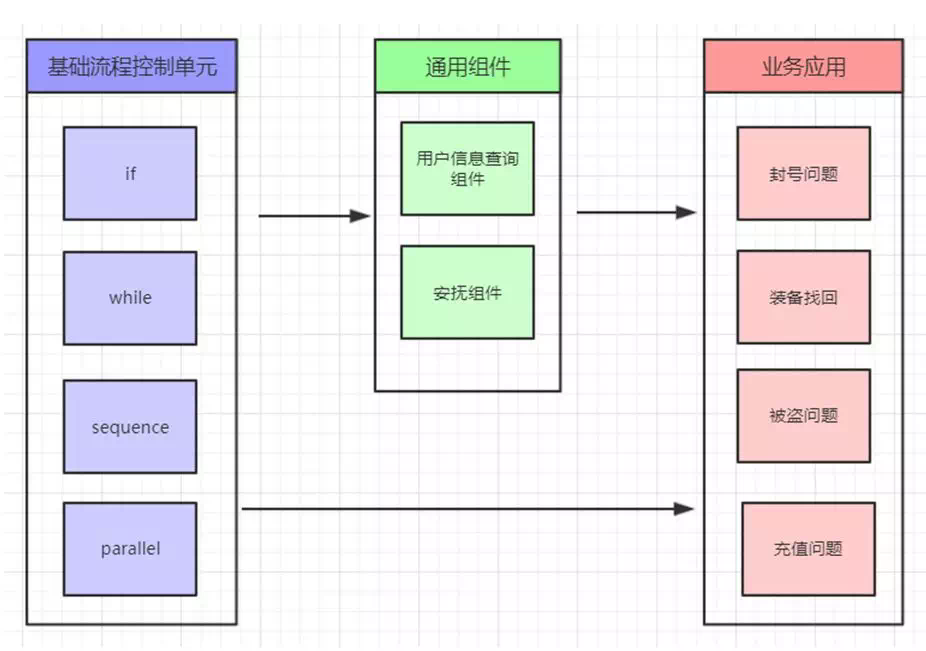 基础流程控制单元
if
while
sequence
parallel
通用组件
用户信息查询
组件
安抚组件
业务应用
封号问题
装备找回
被盗问题
充值问题